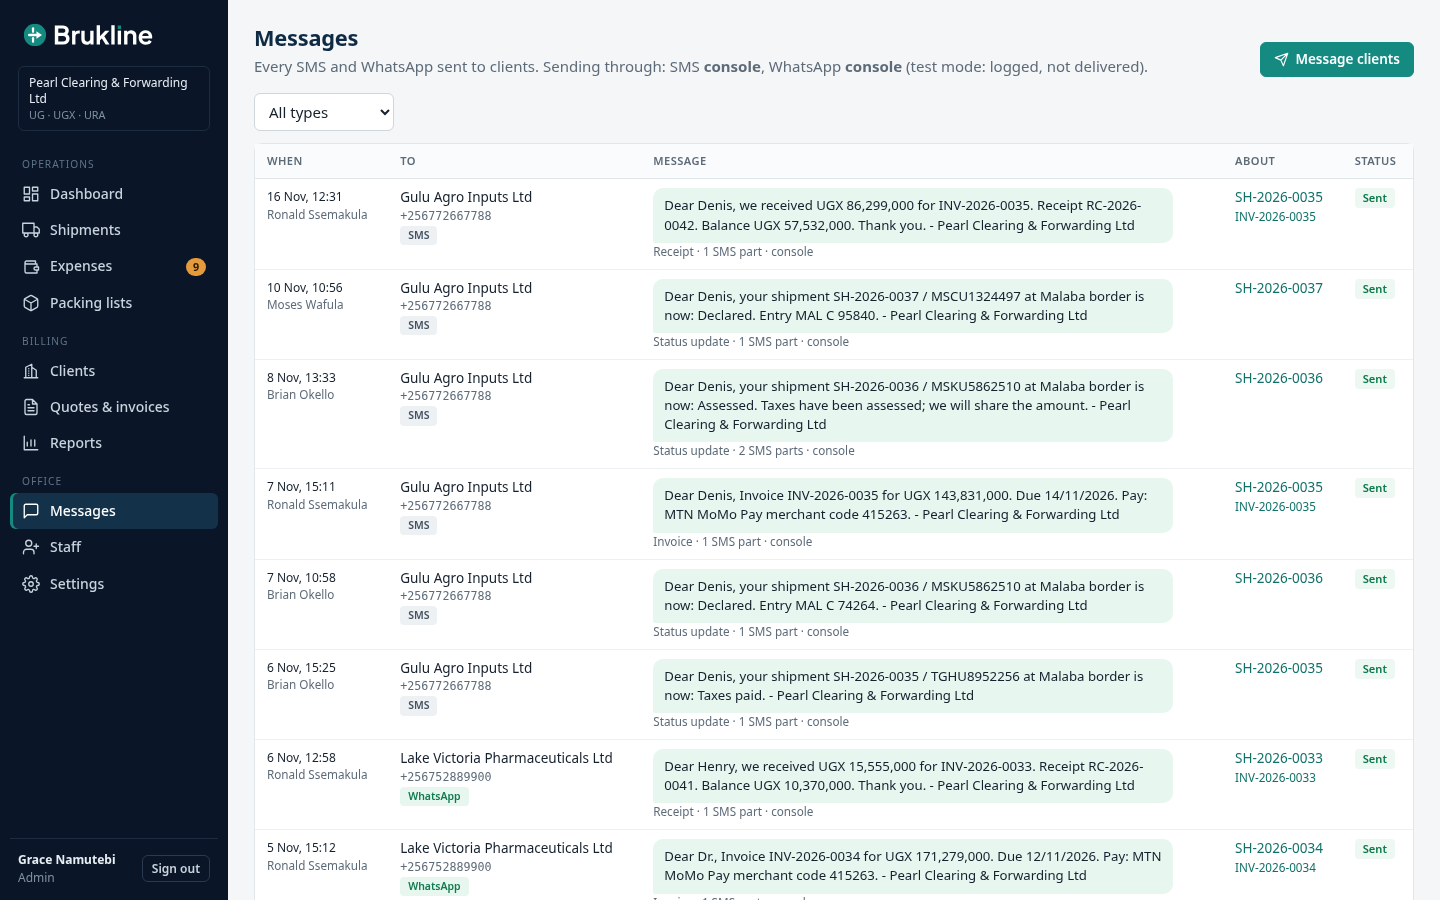 Brukline
Pearl Clearing & Forwarding
Ltd
UG · UGX · URA
OPERATIONS
Dashboard
Shipments
Expenses
9
Packing lists
BILLING
Clients
Quotes & invoices
Reports
OFFICE
Messages
Staff
Settings
Grace Namutebi
Admin
Sign out
Messages
Every SMS and WhatsApp sent to clients. Sending through: SMS console, WhatsApp console (test mode: logged, not delivered).
Message clients
All types
WHEN TO MESSAGE ABOUT STATUS
16 Nov, 12:31
Ronald Ssemakula
Gulu Agro Inputs Ltd
+256772667788
SMS
Dear Denis, we received UGX 86,299,000 for INV-2026-0035. Receipt RC-2026-
0042. Balance UGX 57,532,000. Thank you. - Pearl Clearing & Forwarding Ltd
Receipt · 1 SMS part · console
SH-2026-0035
INV-2026-0035
Sent
10 Nov, 10:56
Moses Wafula
Gulu Agro Inputs Ltd
+256772667788
SMS
Dear Denis, your shipment SH-2026-0037 / MSCU1324497 at Malaba border is
now: Declared. Entry MAL C 95840. - Pearl Clearing & Forwarding Ltd
Status update · 1 SMS part · console
SH-2026-0037
Sent
8 Nov, 13:33
Brian Okello
Gulu Agro Inputs Ltd
+256772667788
SMS
Dear Denis, your shipment SH-2026-0036 / MSKU5862510 at Malaba border is
now: Assessed. Taxes have been assessed; we will share the amount. - Pearl
Clearing & Forwarding Ltd
Status update · 2 SMS parts · console
SH-2026-0036
Sent
7 Nov, 15:11
Ronald Ssemakula
Gulu Agro Inputs Ltd
+256772667788
SMS
Dear Denis, Invoice INV-2026-0035 for UGX 143,831,000. Due 14/11/2026. Pay:
MTN MoMo Pay merchant code 415263. - Pearl Clearing & Forwarding Ltd
Invoice · 1 SMS part · console
SH-2026-0035
INV-2026-0035
Sent
7 Nov, 10:58
Brian Okello
Gulu Agro Inputs Ltd
+256772667788
SMS
Dear Denis, your shipment SH-2026-0036 / MSKU5862510 at Malaba border is
now: Declared. Entry MAL C 74264. - Pearl Clearing & Forwarding Ltd
Status update · 1 SMS part · console
SH-2026-0036
Sent
6 Nov, 15:25
Brian Okello
Gulu Agro Inputs Ltd
+256772667788
SMS
Dear Denis, your shipment SH-2026-0035 / TGHU8952256 at Malaba border is
now: Taxes paid. - Pearl Clearing & Forwarding Ltd
Status update · 1 SMS part · console
SH-2026-0035
Sent
6 Nov, 12:58
Ronald Ssemakula
Lake Victoria Pharmaceuticals Ltd
+256752889900
WhatsApp
Dear Henry, we received UGX 15,555,000 for INV-2026-0033. Receipt RC-2026-
0041. Balance UGX 10,370,000. Thank you. - Pearl Clearing & Forwarding Ltd
Receipt · 1 SMS part · console
SH-2026-0033
INV-2026-0033
Sent
5 Nov, 15:12
Ronald Ssemakula
Lake Victoria Pharmaceuticals Ltd
+256752889900
WhatsApp
Dear Dr., Invoice INV-2026-0034 for UGX 171,279,000. Due 12/11/2026. Pay: MTN
MoMo Pay merchant code 415263. - Pearl Clearing & Forwarding Ltd
SH-2026-0034
INV-2026-0034
Sent